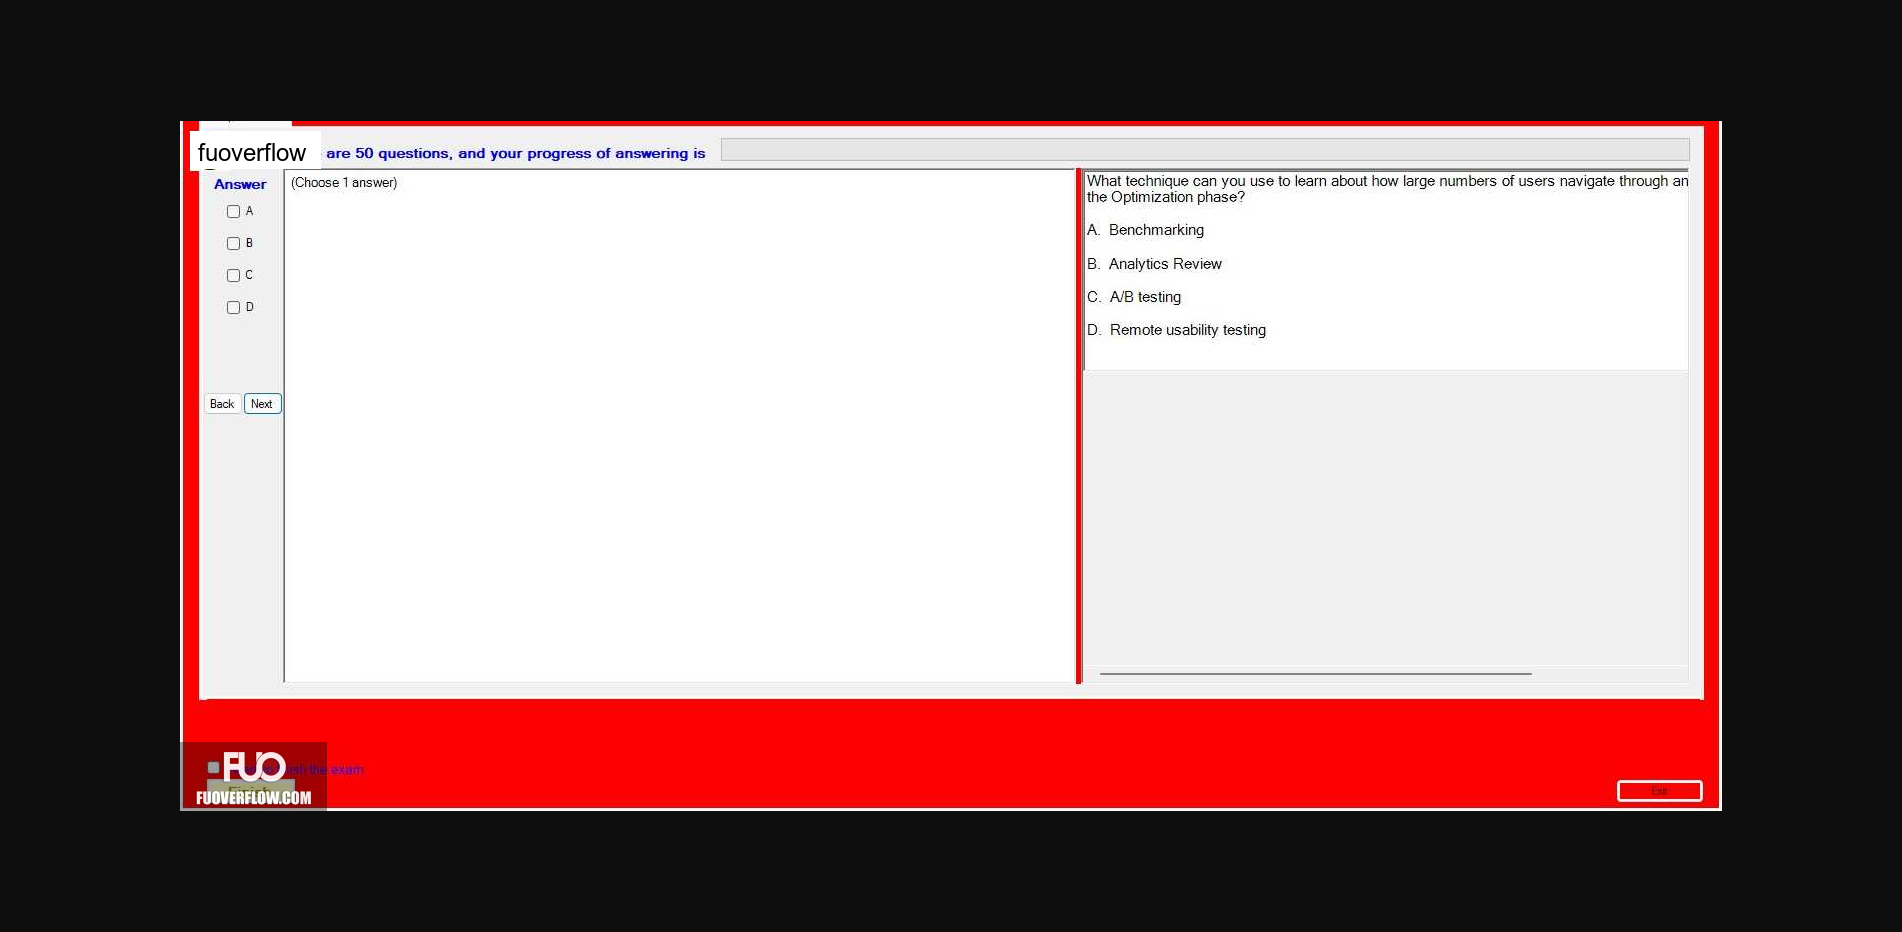 fuoverflow are 50 questions, and your progress of answering is
Answer
A
B
C
D
Back Next
(Choose 1 answer)
What technique can you use to learn about how large numbers of users navigate through an
the Optimization phase?
A. Benchmarking
B. Analytics Review
C. A/B testing
D. Remote usability testing
FUO
the exam
Finish
FUOVERFLOW.COM
Exit